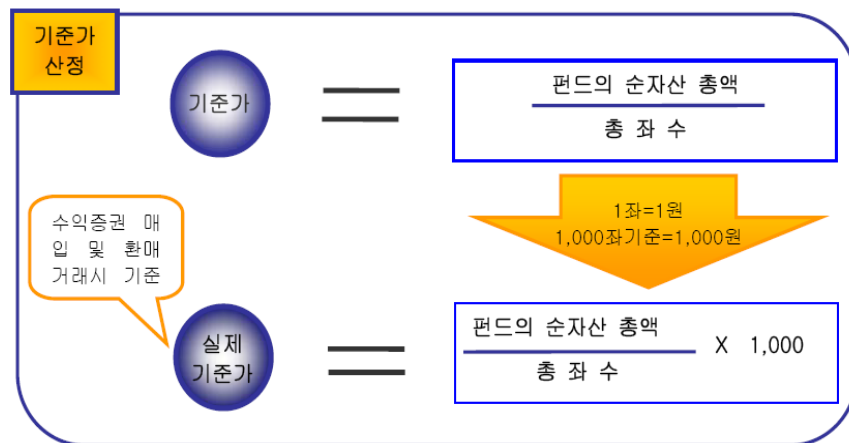 기준가
산정
기준가
펀드의 순자산 총액
총 좌 수
1좌=1원
1,000좌기준=1,000원
수익증권 매
입 및 환매
거래시 기준
실제
기준가
펀드의 순자산 총액
총 좌 수
X 1,000